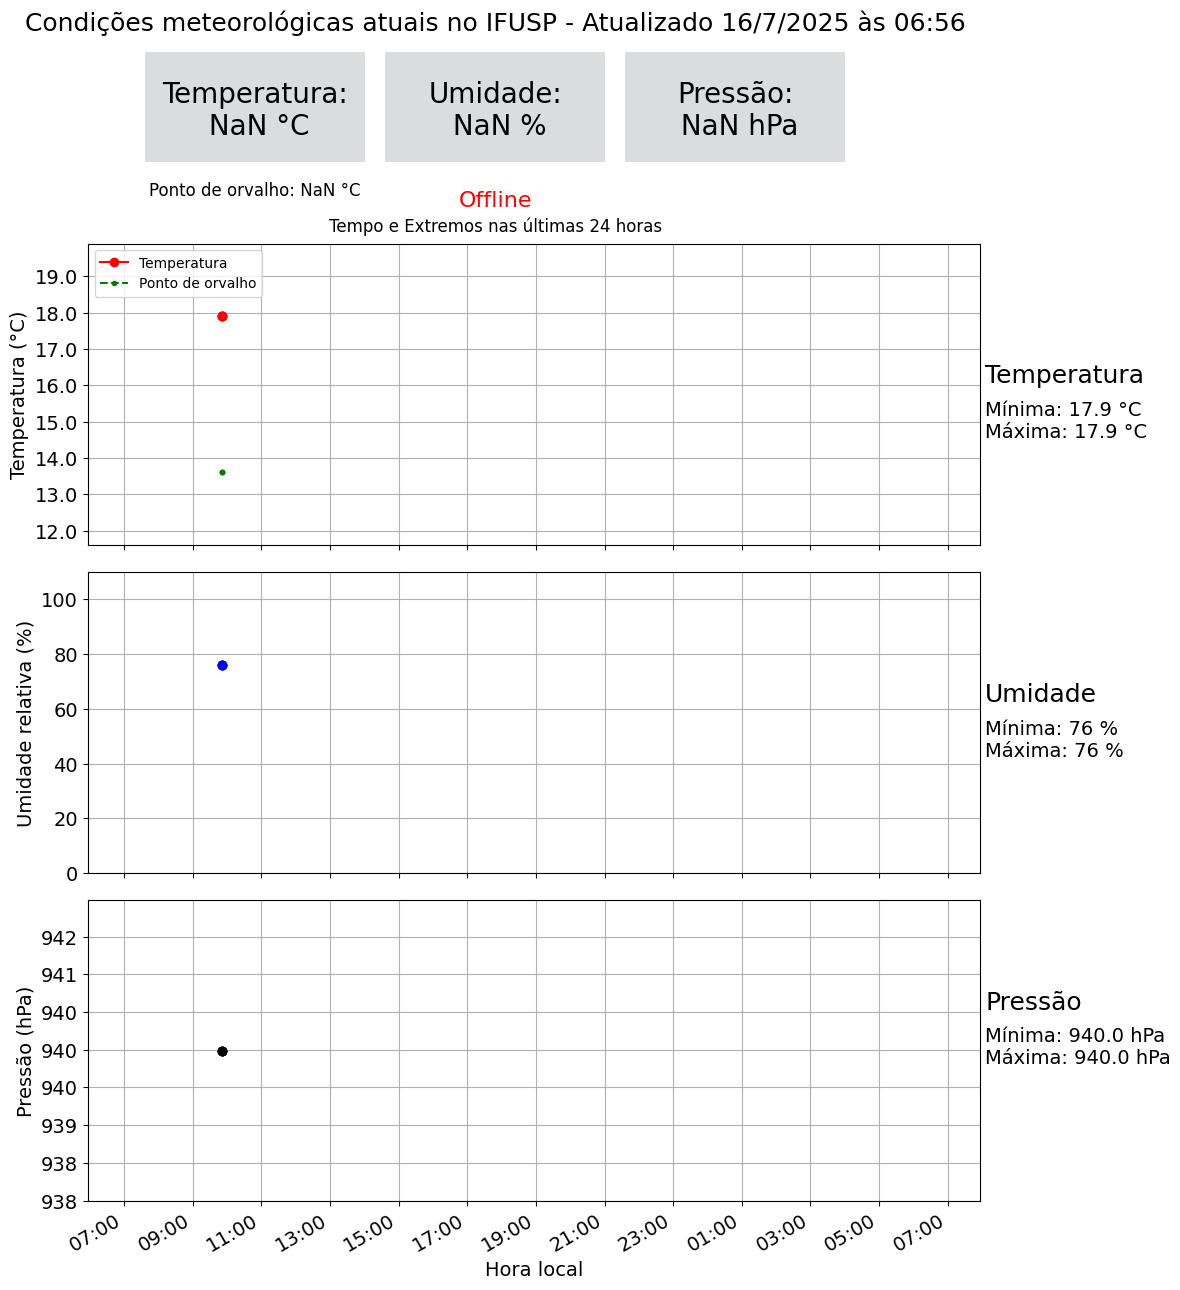 Condições meteorológicas atuais no IFUSP - Atualizado 16/7/2025 às 06:56
Temperatura:
NaN °C
Umidade:
NaN %
Pressão:
NaN hPa
Ponto de orvalho: NaN °C
Offline
Tempo e Extremos nas últimas 24 horas
Temperatura (°C)
19.0
18.0
17.0
16.0
15.0
14.0
13.0
12.0
Temperatura
Ponto de orvalho
Temperatura
Mínima: 17.9 °C
Máxima: 17.9 °C
Umidade relativa (%)
100
80
60
40
20
0
Umidade
Mínima: 76 %
Máxima: 76 %
Pressão (hPa)
942
941
940
940
940
939
938
938
Pressão
Mínima: 940.0 hPa
Máxima: 940.0 hPa
07:00
09:00
11:00
13:00
15:00
17:00
19:00
21:00
23:00
01:00
03:00
05:00
07:00
Hora local